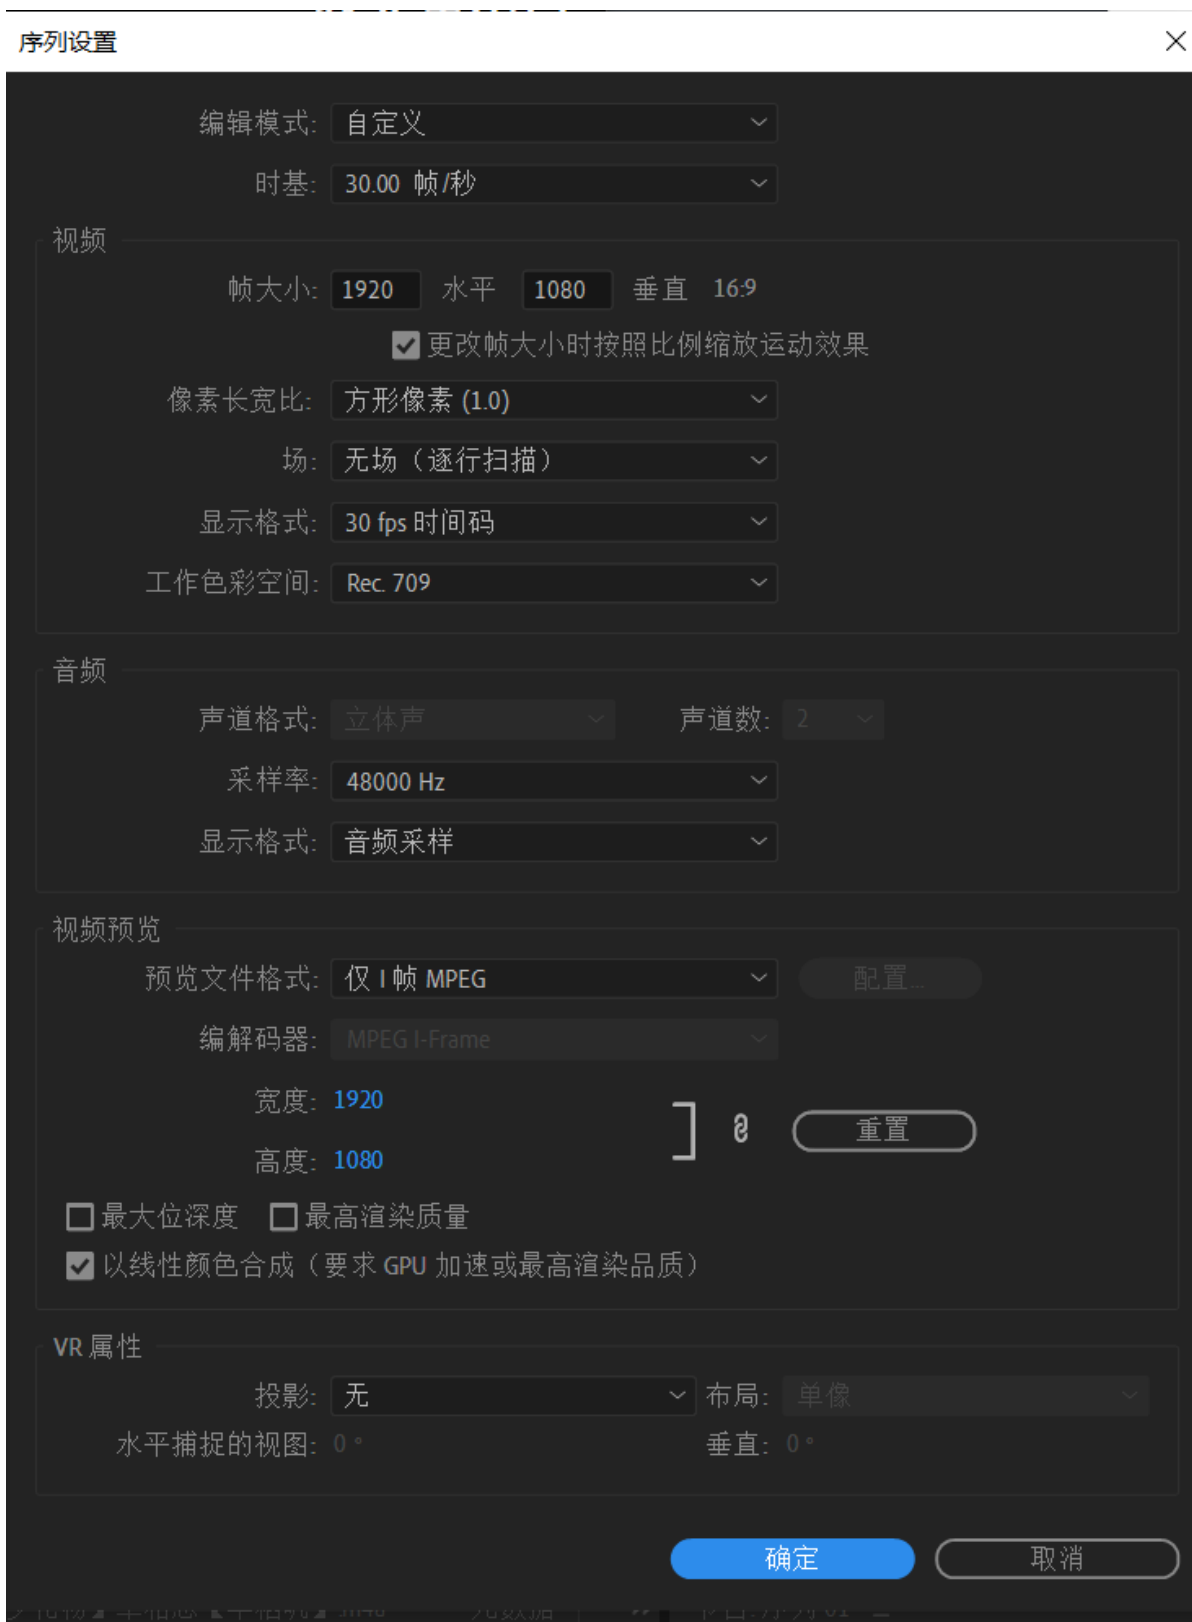 序列设置
编辑模式: 自定义
时基: 30.00 帧/秒
视频
帧大小: 1920 水平 1080 垂直 16:9
更改帧大小时按照比例缩放运动效果
像素长宽比: 方形像素 (1.0)
场: 无场（逐行扫描）
显示格式: 30 fps 时间码
工作色彩空间: Rec. 709
音频
声道格式: 立体声 声道数: 2
采样率: 48000 Hz
显示格式: 音频采样
视频预览
预览文件格式: 仅 I 帧 MPEG 配置...
编解码器: MPEG I-Frame
宽度: 1920
重置
高度: 1080
最大位深度 最高渲染质量
以线性颜色合成（要求 GPU 加速或最高渲染品质）
VR 属性
投影: 无 布局: 单像
水平捕捉的视图: 0 ° 垂直: 0 °
确定 取消